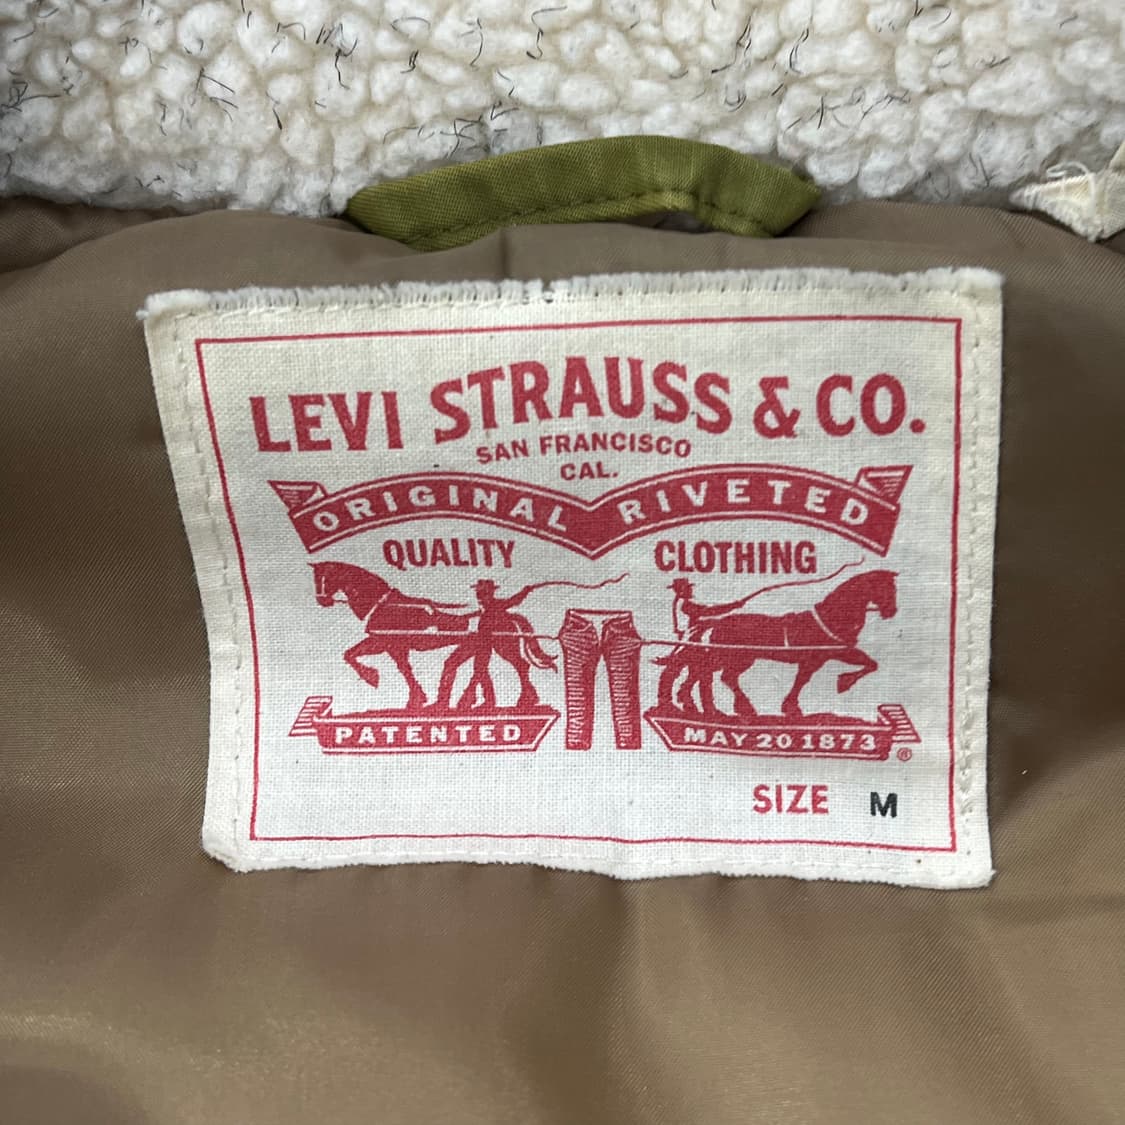 LEVI STRAUSS & CO.
SAN FRANCISCO
CAL.
ORIGINAL RIVETED
QUALITY CLOTHING
PATENTED MAY 20 1873 ®
SIZE M